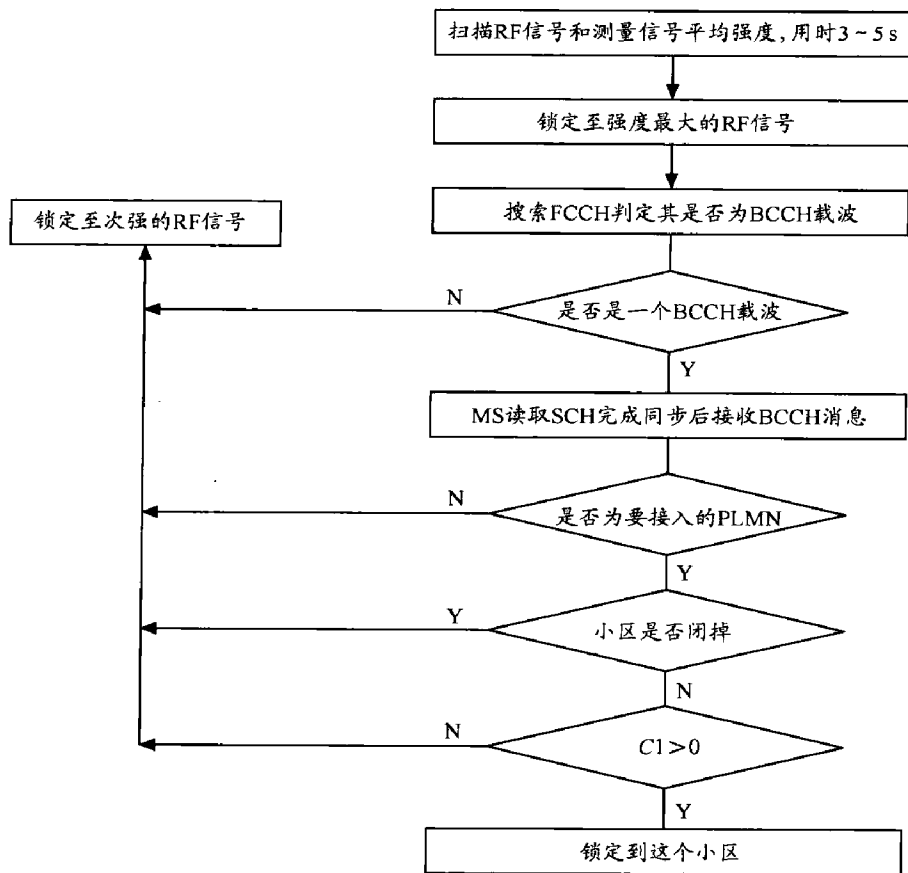 扫描RF信号和测量信号平均强度,用时3~5 s
锁定至强度最大的RF信号
搜索FCCH判定其是否为BCCH载波
锁定至次强的RF信号
N
是否是一个BCCH载波
Y
MS读取SCH完成同步后接收BCCH消息
N
是否为要接入的PLMN
Y
Y
小区是否闭掉
N
N
C1>0
Y
锁定到这个小区